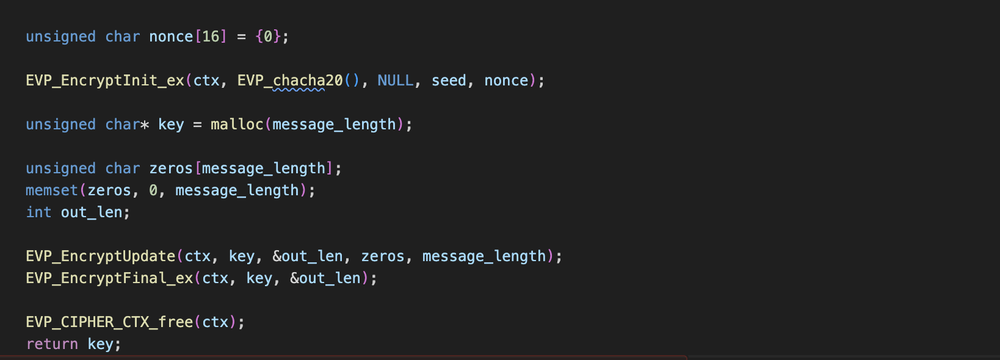 unsigned char nonce[16] = {0};
EVP_EncryptInit_ex(ctx, EVP_chacha20(), NULL, seed, nonce);
unsigned char* key = malloc(message_length);
unsigned char zeros[message_length];
memset(zeros, 0, message_length);
int out_len;
EVP_EncryptUpdate(ctx, key, &out_len, zeros, message_length);
EVP_EncryptFinal_ex(ctx, key, &out_len);
EVP_CIPHER_CTX_free(ctx);
return key;